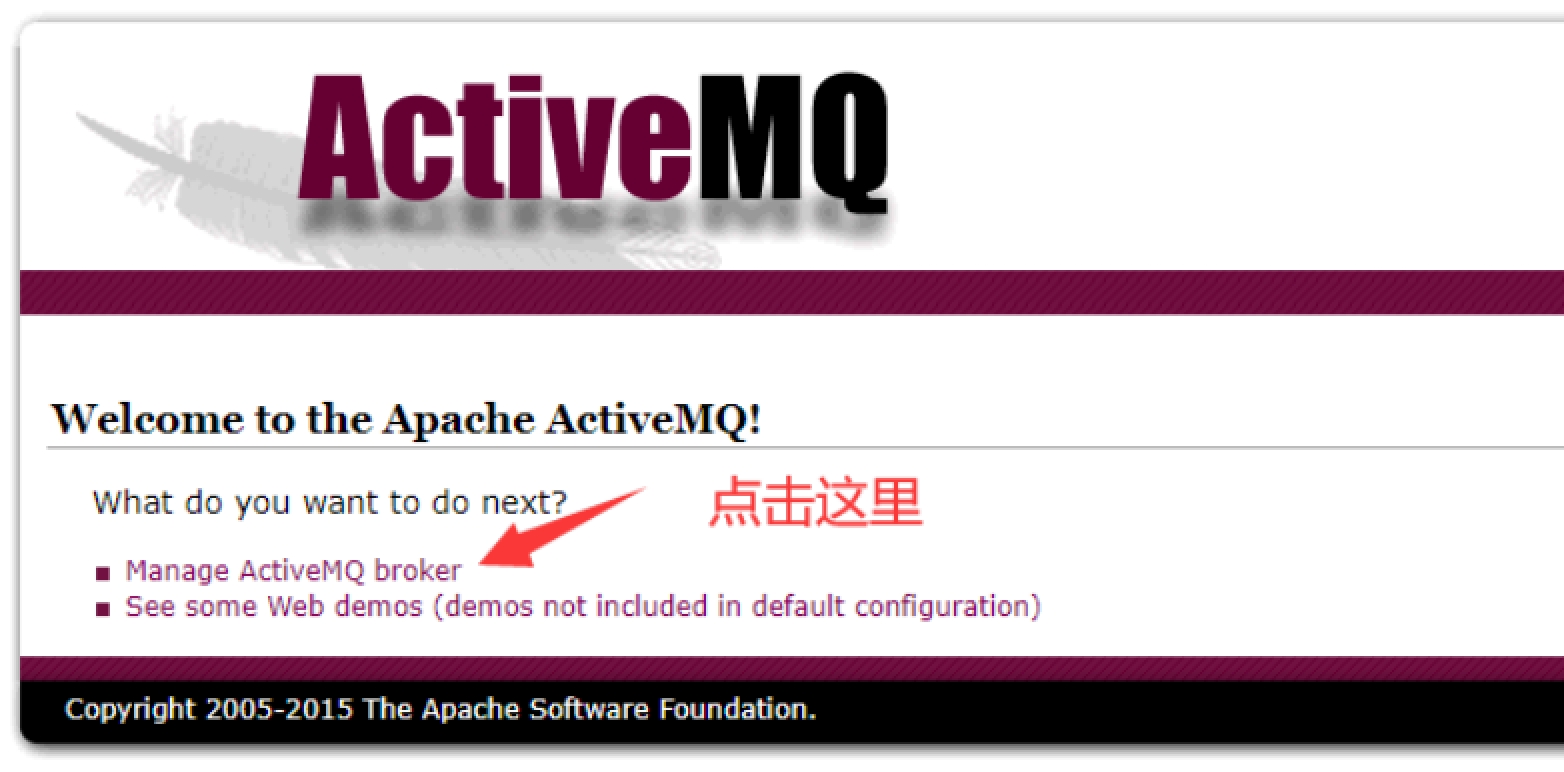 ActiveMQ
Welcome to the Apache ActiveMQ!
What do you want to do next?
点击这里
Manage ActiveMQ broker
See some Web demos (demos not included in default configuration)
Copyright 2005-2015 The Apache Software Foundation.